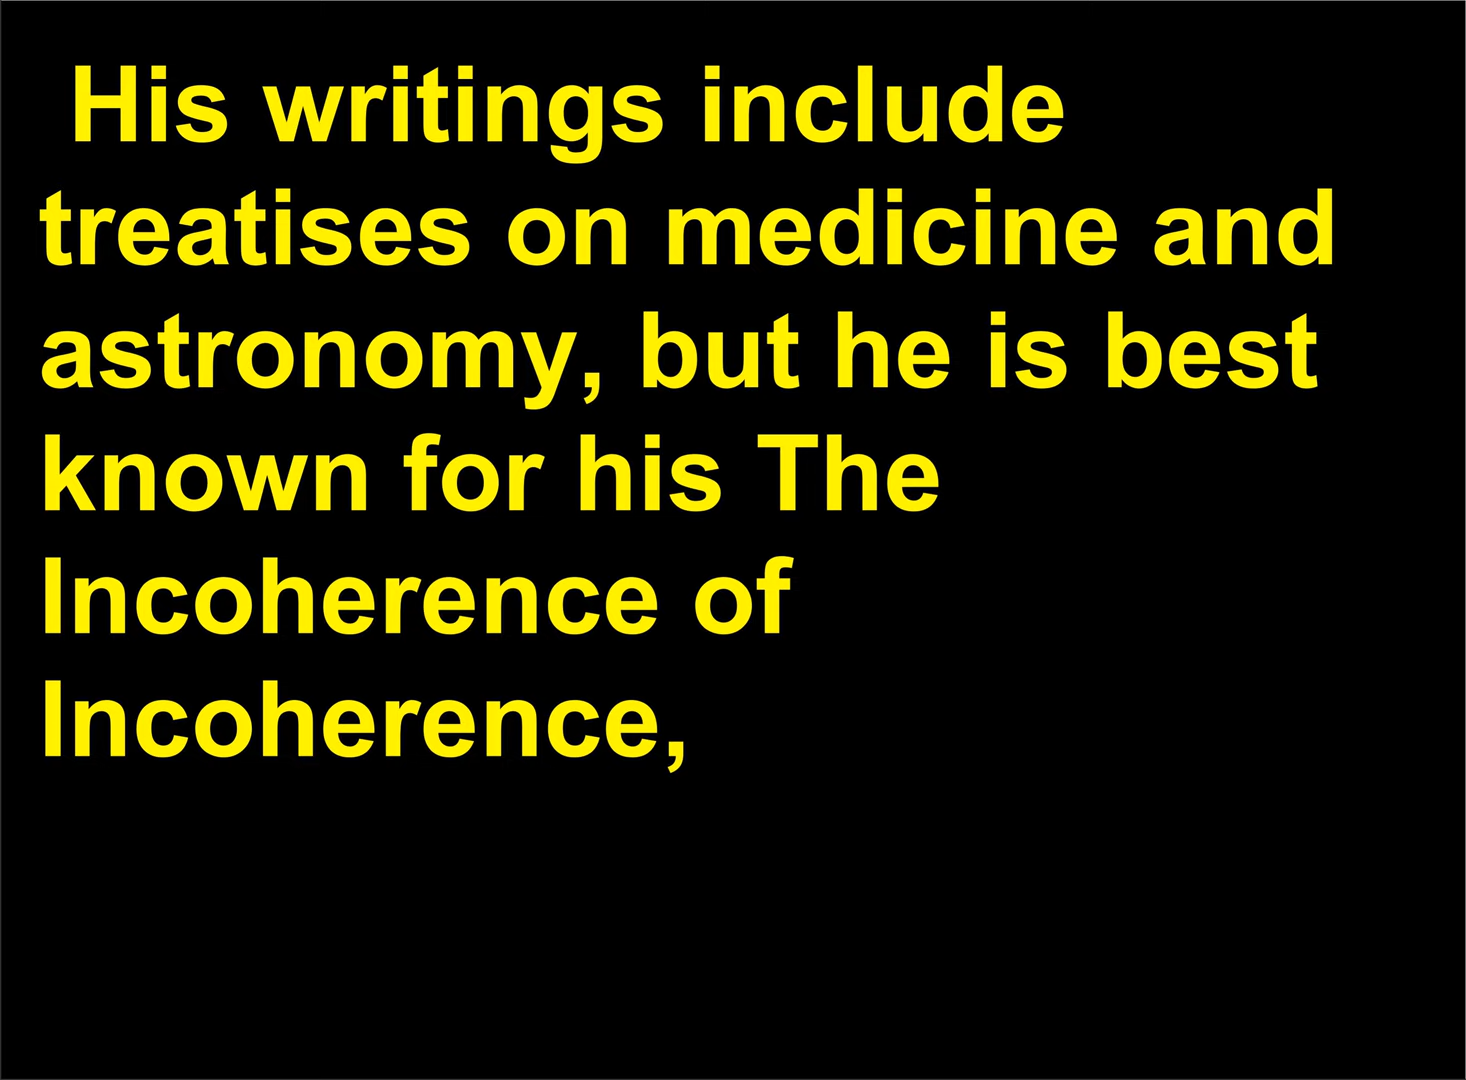 His writings include
treatises on medicine and
astronomy, but he is best
known for his The
Incoherence of
Incoherence,